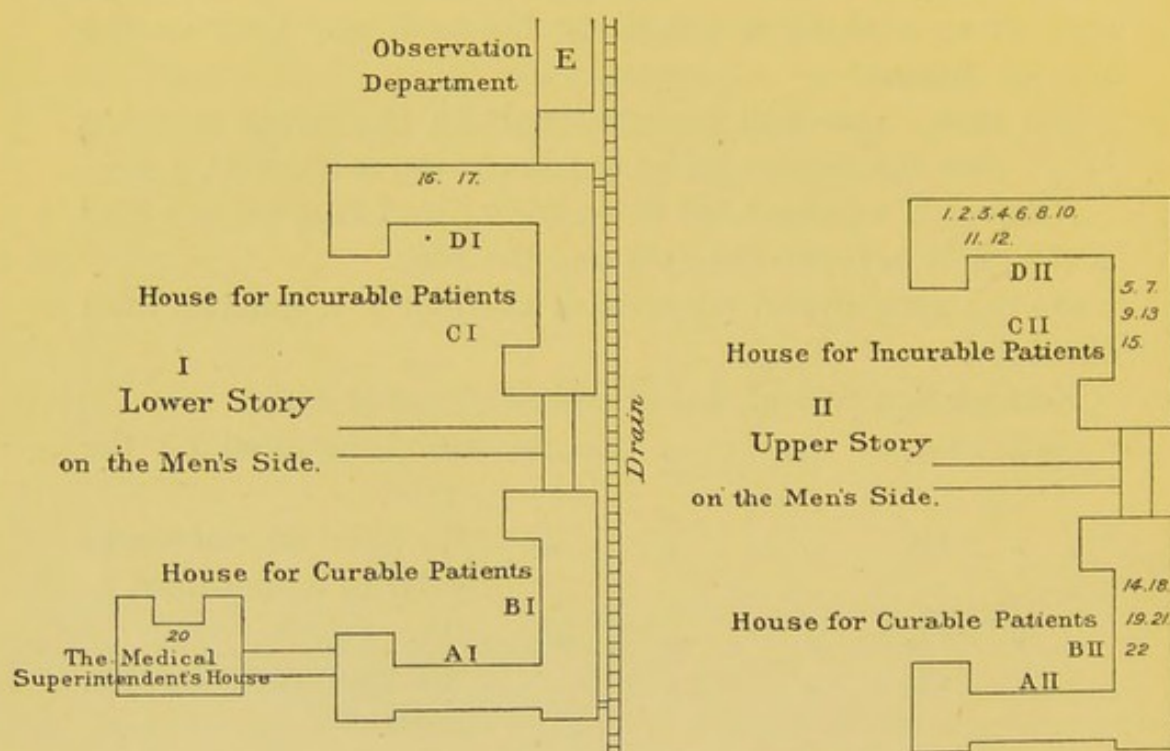 Observation
Department
E
16. 17.
D I
House for Incurable Patients
C I
I
Lower Story
on the Men's Side.
Drain
House for Curable Patients
B I
20
The Medical
Superintendent's House
A I
1. 2. 3. 4. 6. 8. 10.
11. 12.
D II
5. 7.
9. 13
C II
House for Incurable Patients
15.
II
Upper Story
on the Men's Side.
14. 18.
House for Curable Patients
19. 21.
B II
22
A II